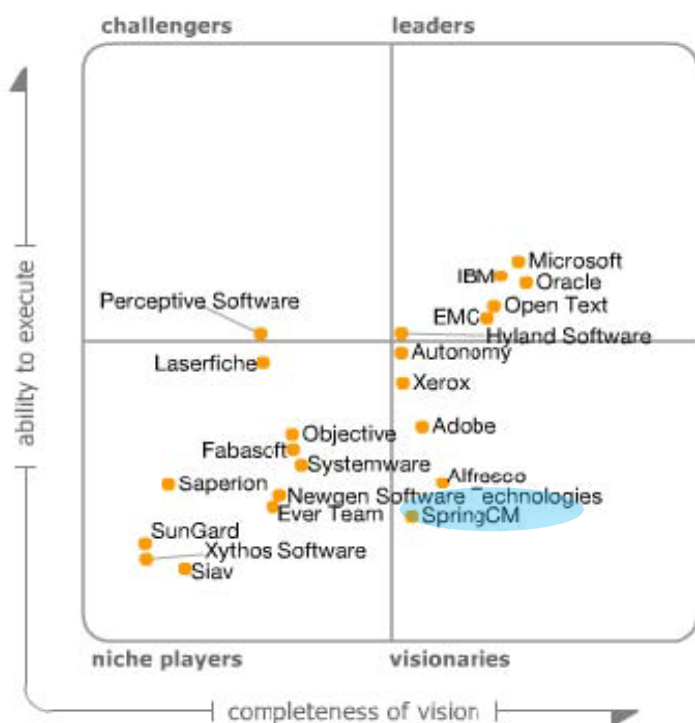 challengers
leaders
Microsoft
IBM
Oracle
Perceptive Software
Open Text
EMC
Hyland Software
Laserfiche
Autonomy
Xerox
Objective
Adobe
Fabasoft
Systemware
Saperion
Alfresco
Newgen Software Technologies
Ever Team
SpringCM
SunGard
Xythos Software
Siav
niche players
visionaries
ability to execute
completeness of vision